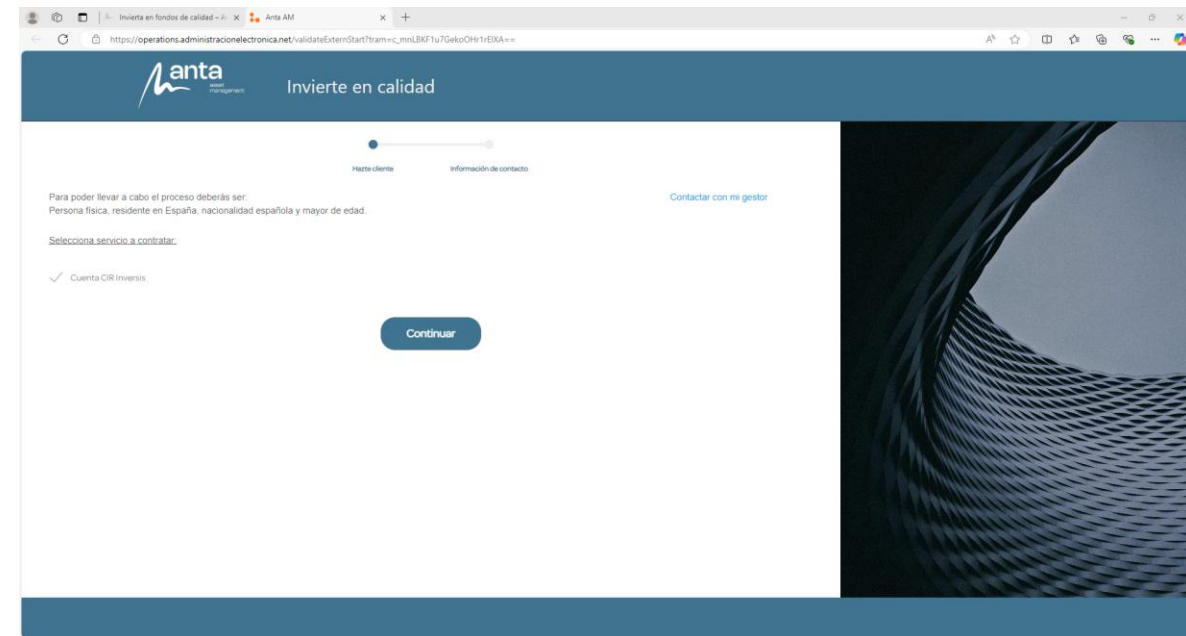 Invierta en fondos de calidad – A
Anta AM
https://operations.administracionelectronica.net/validateExternStart?tram=c_mnLBKF1u7GekoOHr1rEIXA==
anta
asset
management
Invierte en calidad
Hazte cliente
Información de contacto
Para poder llevar a cabo el proceso deberás ser:
Persona física, residente en España, nacionalidad española y mayor de edad.
Contactar con mi gestor
Selecciona servicio a contratar:
Cuenta CIR Inversis
Continuar